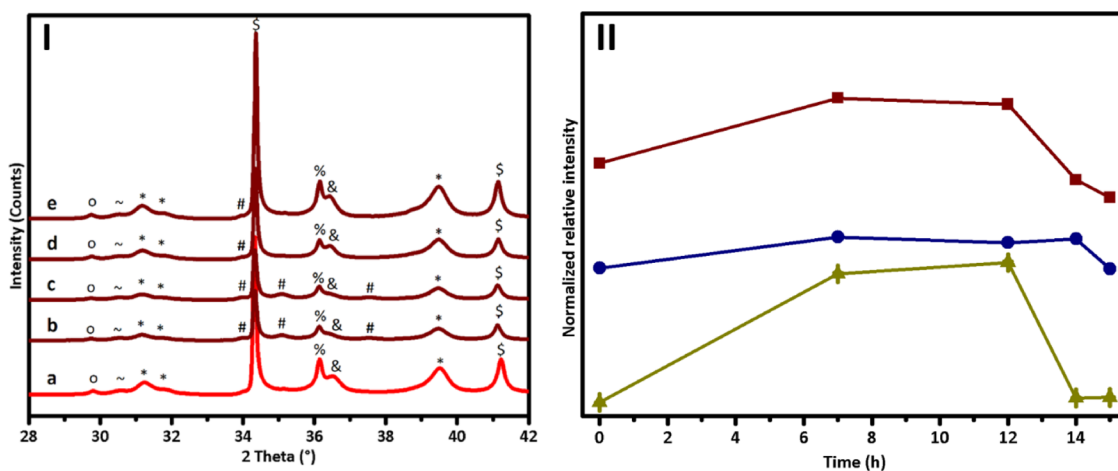 I
$
e o ~ * * # % & * $
d o ~ * * # % & * $
c o ~ * * # # % & # * $
b o ~ * * # # % & # * $
a o ~ * * % & * $
Intensity (Counts)
28 30 32 34 36 38 40 42
2 Theta (°)
II
Normalized relative intensity
0 2 4 6 8 10 12 14
Time (h)